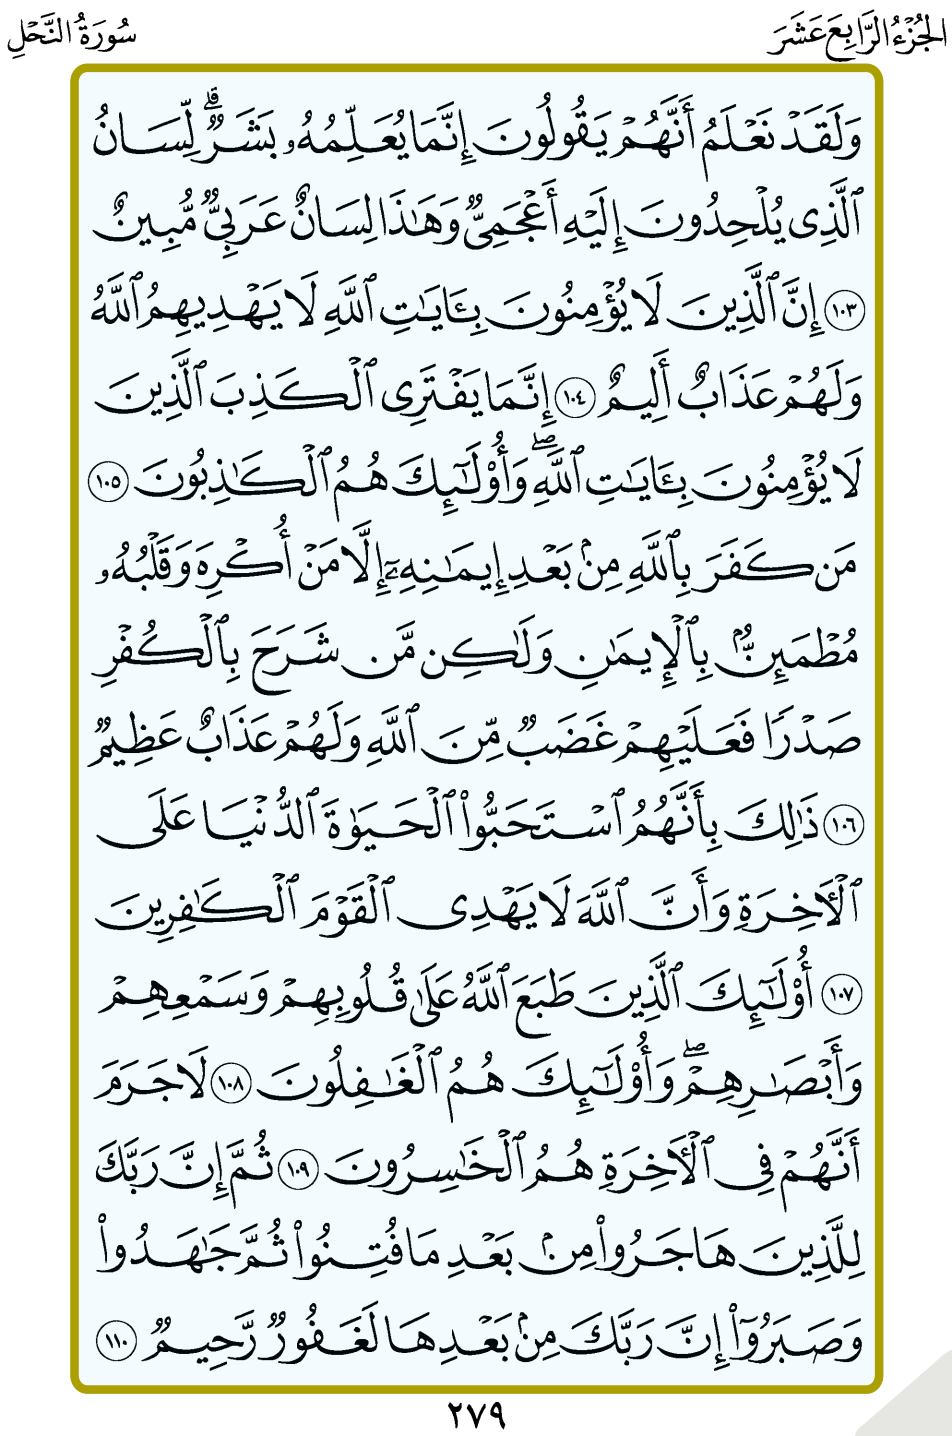 الجُزْءُ الرَّابِعَ عَشَرَ
سُورَةُ النَّحْلِ
وَلَقَدْ نَعْلَمُ أَنَّهُمْ يَقُولُونَ إِنَّمَا يُعَلِّمُهُۥ بَشَرٌۗ لِّسَانُ
ٱلَّذِى يُلْحِدُونَ إِلَيْهِ أَعْجَمِىٌّ وَهَٰذَا لِسَانٌ عَرَبِىٌّ مُّبِينٌ
١٠٣ إِنَّ ٱلَّذِينَ لَا يُؤْمِنُونَ بِـَٔايَٰتِ ٱللَّهِ لَا يَهْدِيهِمُ ٱللَّهُ
وَلَهُمْ عَذَابٌ أَلِيمٌ ١٠٤ إِنَّمَا يَفْتَرِى ٱلْكَذِبَ ٱلَّذِينَ
لَا يُؤْمِنُونَ بِـَٔايَٰتِ ٱللَّهِۖ وَأُو۟لَٰٓئِكَ هُمُ ٱلْكَٰذِبُونَ ١٠٥
مَن كَفَرَ بِٱللَّهِ مِنۢ بَعْدِ إِيمَٰنِهِۦٓ إِلَّا مَنْ أُكْرِهَ وَقَلْبُهُۥ
مُطْمَئِنٌّۢ بِٱلْإِيمَٰنِ وَلَٰكِن مَّن شَرَحَ بِٱلْكُفْرِ
صَدْرًا فَعَلَيْهِمْ غَضَبٌ مِّنَ ٱللَّهِ وَلَهُمْ عَذَابٌ عَظِيمٌ
١٠٦ ذَٰلِكَ بِأَنَّهُمُ ٱسْتَحَبُّوا۟ ٱلْحَيَوٰةَ ٱلدُّنْيَا عَلَى
ٱلْـَٔاخِرَةِ وَأَنَّ ٱللَّهَ لَا يَهْدِى ٱلْقَوْمَ ٱلْكَٰفِرِينَ
١٠٧ أُو۟لَٰٓئِكَ ٱلَّذِينَ طَبَعَ ٱللَّهُ عَلَىٰ قُلُوبِهِمْ وَسَمْعِهِمْ
وَأَبْصَٰرِهِمْۖ وَأُو۟لَٰٓئِكَ هُمُ ٱلْغَٰفِلُونَ ١٠٨ لَا جَرَمَ
أَنَّهُمْ فِى ٱلْـَٔاخِرَةِ هُمُ ٱلْخَٰسِرُونَ ١٠٩ ثُمَّ إِنَّ رَبَّكَ
لِلَّذِينَ هَاجَرُوا۟ مِنۢ بَعْدِ مَا فُتِنُوا۟ ثُمَّ جَٰهَدُوا۟
وَصَبَرُوٓا۟ إِنَّ رَبَّكَ مِنۢ بَعْدِهَا لَغَفُورٌ رَّحِيمٌ ١١٠
٢٧٩